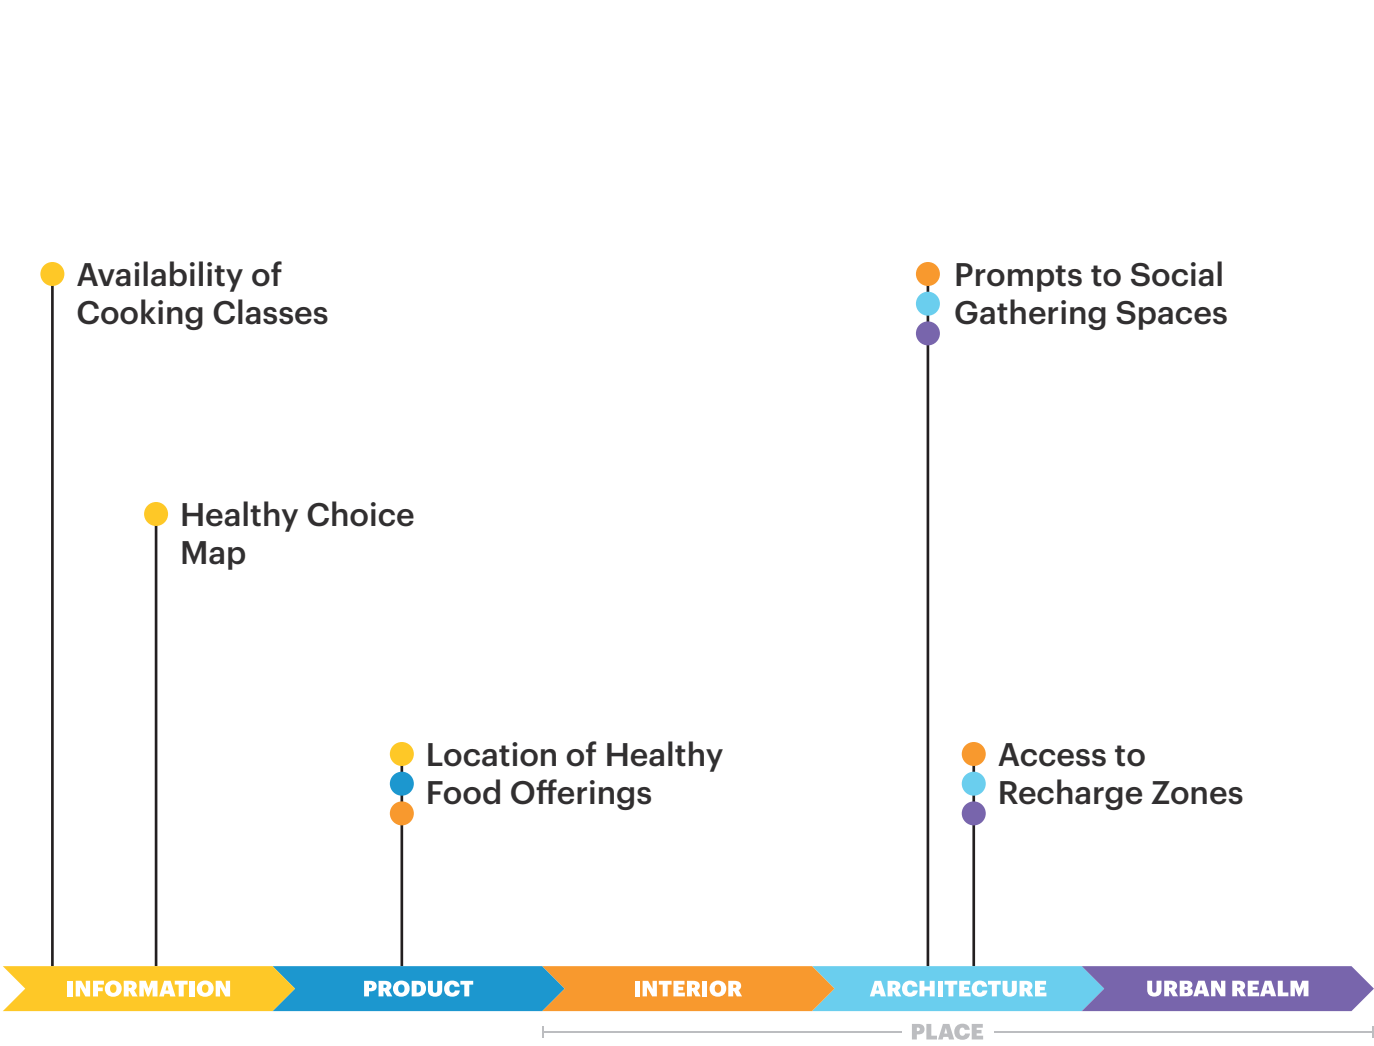 Availability of
Cooking Classes
Prompts to Social
Gathering Spaces
Healthy Choice
Map
Location of Healthy
Food Offerings
Access to
Recharge Zones
INFORMATION
PRODUCT
INTERIOR
ARCHITECTURE
URBAN REALM
PLACE